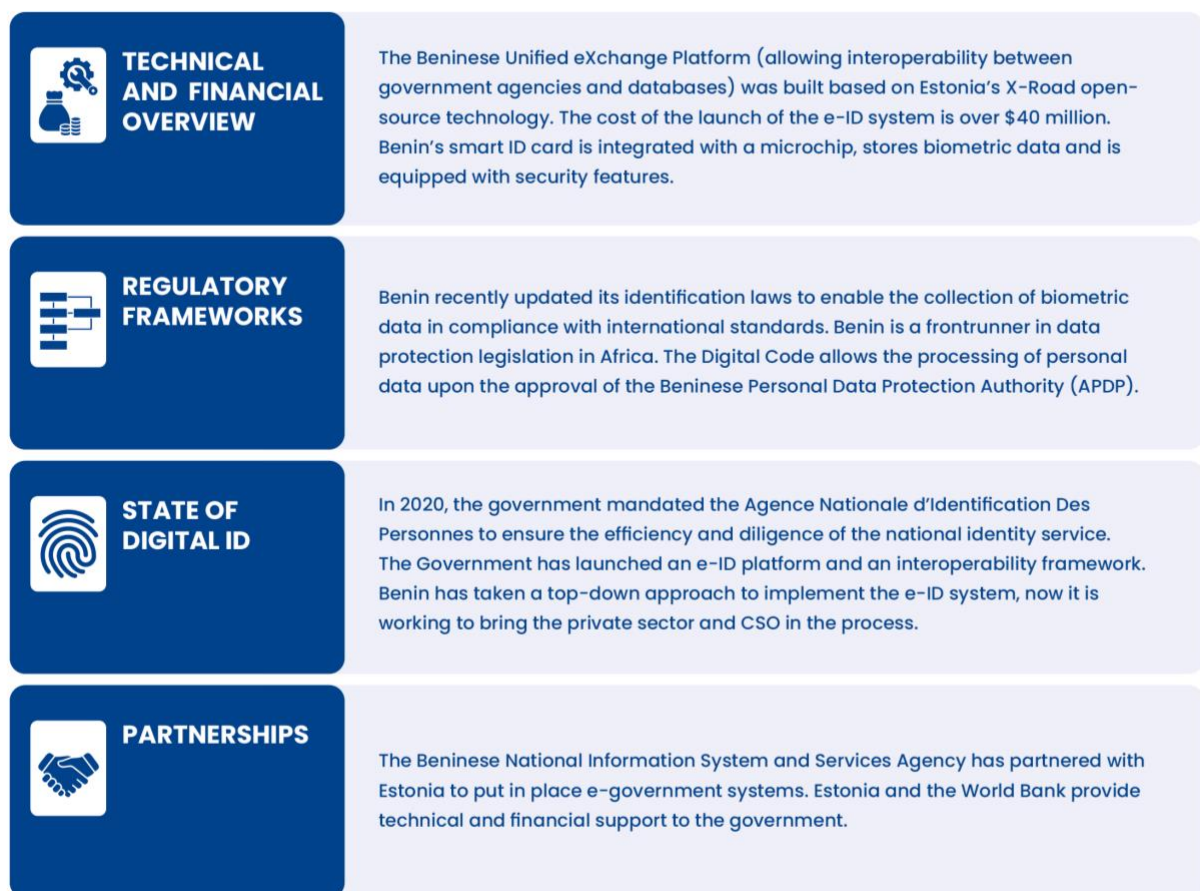 TECHNICAL
AND FINANCIAL
OVERVIEW
The Beninese Unified eXchange Platform (allowing interoperability between
government agencies and databases) was built based on Estonia's X-Road open-
source technology. The cost of the launch of the e-ID system is over $40 million.
Benin's smart ID card is integrated with a microchip, stores biometric data and is
equipped with security features.
REGULATORY
FRAMEWORKS
Benin recently updated its identification laws to enable the collection of biometric
data in compliance with international standards. Benin is a frontrunner in data
protection legislation in Africa. The Digital Code allows the processing of personal
data upon the approval of the Beninese Personal Data Protection Authority (APDP).
STATE OF
DIGITAL ID
In 2020, the government mandated the Agence Nationale d'Identification Des
Personnes to ensure the efficiency and diligence of the national identity service.
The Government has launched an e-ID platform and an interoperability framework.
Benin has taken a top-down approach to implement the e-ID system, now it is
working to bring the private sector and CSO in the process.
PARTNERSHIPS
The Beninese National Information System and Services Agency has partnered with
Estonia to put in place e-government systems. Estonia and the World Bank provide
technical and financial support to the government.